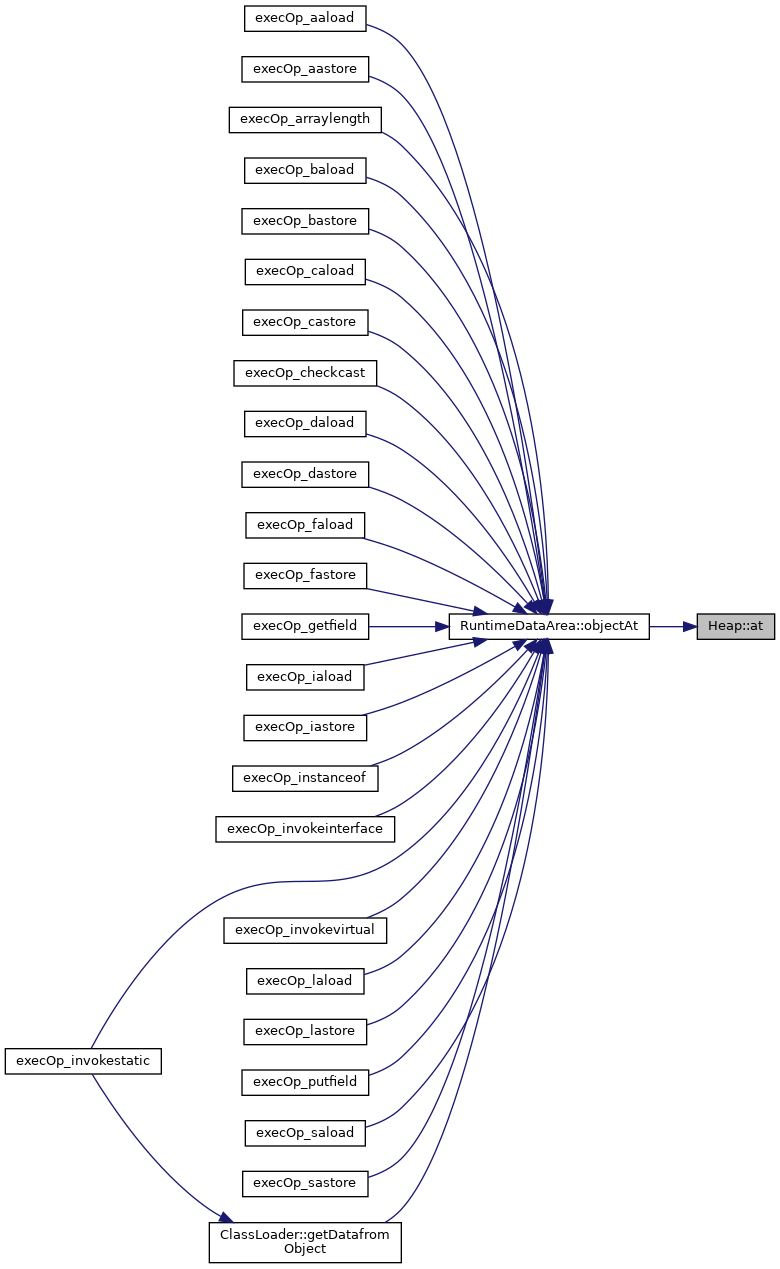 execOp_aaload
execOp_aastore
execOp_arraylength
execOp_baload
execOp_bastore
execOp_caload
execOp_castore
execOp_checkcast
execOp_daload
execOp_dastore
execOp_faload
execOp_fastore
execOp_getfield
RuntimeDataArea::objectAt
Heap::at
execOp_iaload
execOp_iastore
execOp_instanceof
execOp_invokeinterface
execOp_invokevirtual
execOp_laload
execOp_lastore
execOp_invokestatic
execOp_putfield
execOp_saload
execOp_sastore
ClassLoader::getDatafrom
Object